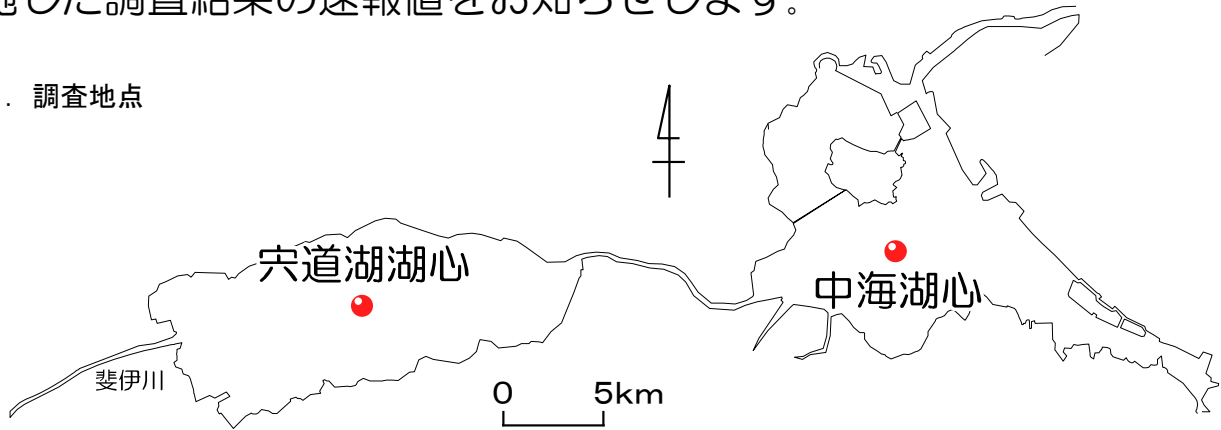 施した調査結果の速報値をお知らせします。
. 調査地点
宍道湖湖心
中海湖心
斐伊川
0 5km